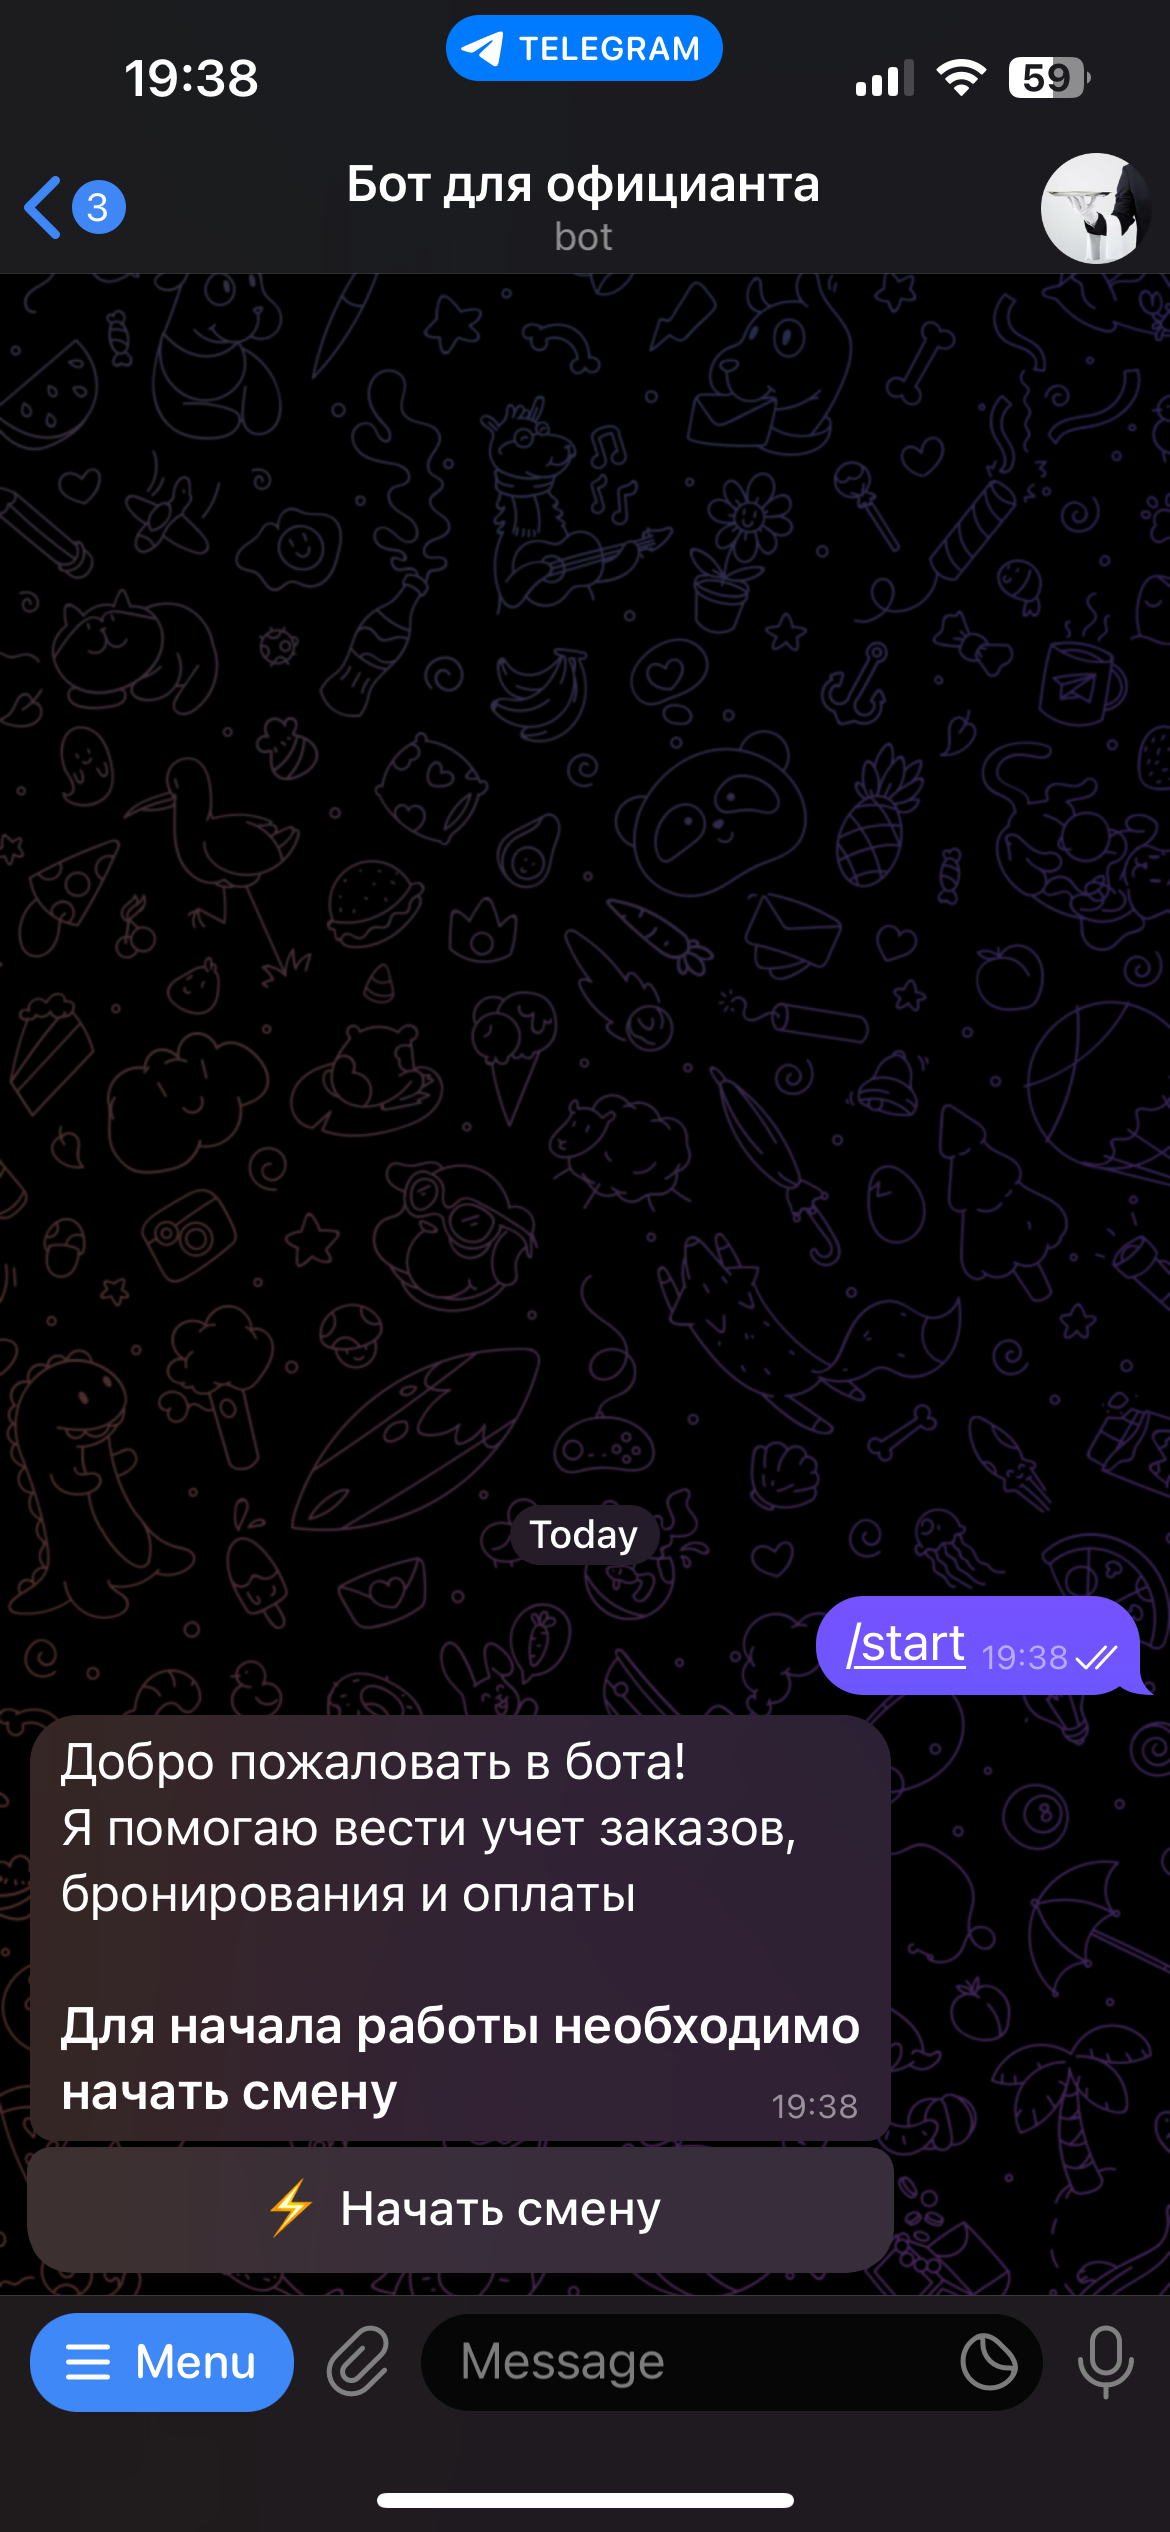 19:38
TELEGRAM
59
3
Бот для официанта
bot
Today
/start 19:38
Добро пожаловать в бота!
Я помогаю вести учет заказов,
бронирования и оплаты
Для начала работы необходимо
начать смену
19:38
⚡ Начать смену
Menu
Message